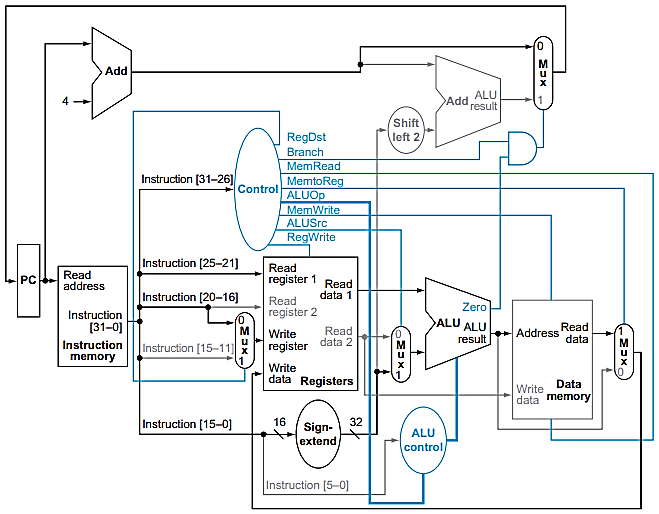 0
M
u
x
1
Add
4
Add ALU
result
Shift
left 2
RegDst
Branch
MemRead
MemtoReg
ALUOp
MemWrite
ALUSrc
RegWrite
Control
Instruction [31–26]
Instruction [25–21]
Instruction [20–16]
Instruction [15–11]
Instruction [15–0]
Instruction [5–0]
PC
Read
address
Instruction
[31–0]
Instruction
memory
0
M
u
x
1
Read
register 1
Read
register 2
Write
register
Write
data
Read
data 1
Read
data 2
Registers
16
Sign-
extend
32
0
M
u
x
1
Zero
ALU
ALU
result
ALU
control
Address
Read
data
Write
data
Data
memory
1
M
u
x
0